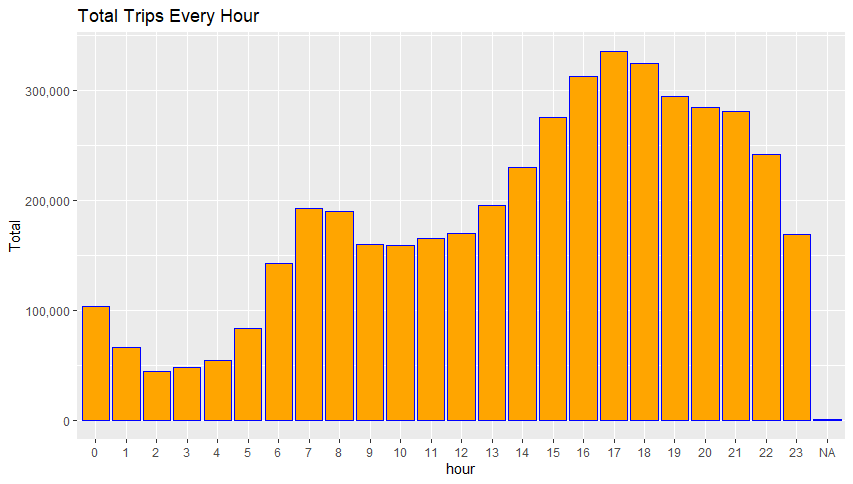 Total Trips Every Hour
Total
300,000
200,000
100,000
0
0 1 2 3 4 5 6 7 8 9 10 11 12 13 14 15 16 17 18 19 20 21 22 23 NA
hour